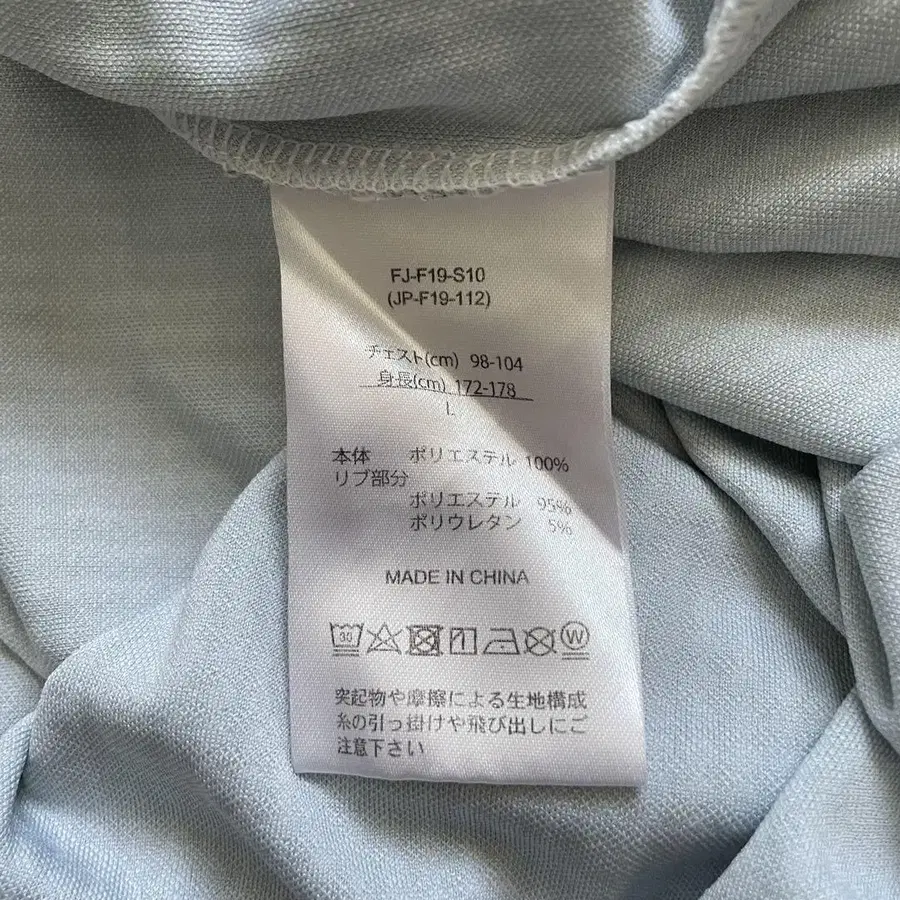 FJ-F19-S10
(JP-F19-112)
チェスト(cm) 98-104
身長(cm) 172-178
L
本体 ポリエステル 100%
リブ部分
ポリエステル 95%
ポリウレタン 5%
MADE IN CHINA
30 W
突起物や摩擦による生地構成
糸の引っ掛けや飛び出しにご
注意下さい